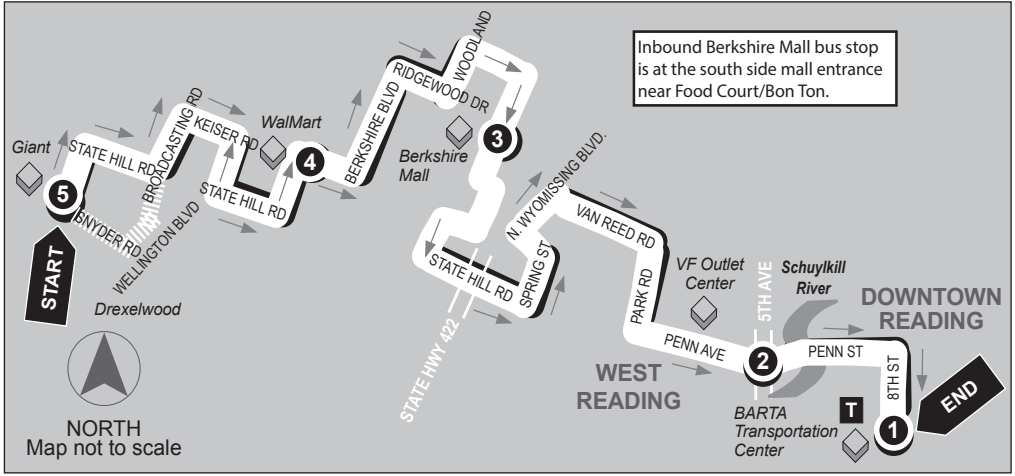 Inbound Berkshire Mall bus stop
is at the south side mall entrance
near Food Court/Bon Ton.
WOODLAND
RIDGEWOOD DR
BERKSHIRE BLVD
Berkshire
Mall
3
WalMart
4
KEISER RD
BROADCASTING RD
STATE HILL RD
Giant
5
SNYDER RD
WELLINGTON BLVD
STATE HILL RD
START
Drexelwood
NORTH
Map not to scale
STATE HILL RD
STATE HWY 422
SPRING ST
N. WYOMISSING BLVD.
VAN REED RD
PARK RD
VF Outlet
Center
5TH AVE
Schuylkill
River
DOWNTOWN
READING
PENN AVE
2
PENN ST
8TH ST
WEST
READING
BARTA
Transportation
Center
T
1
END